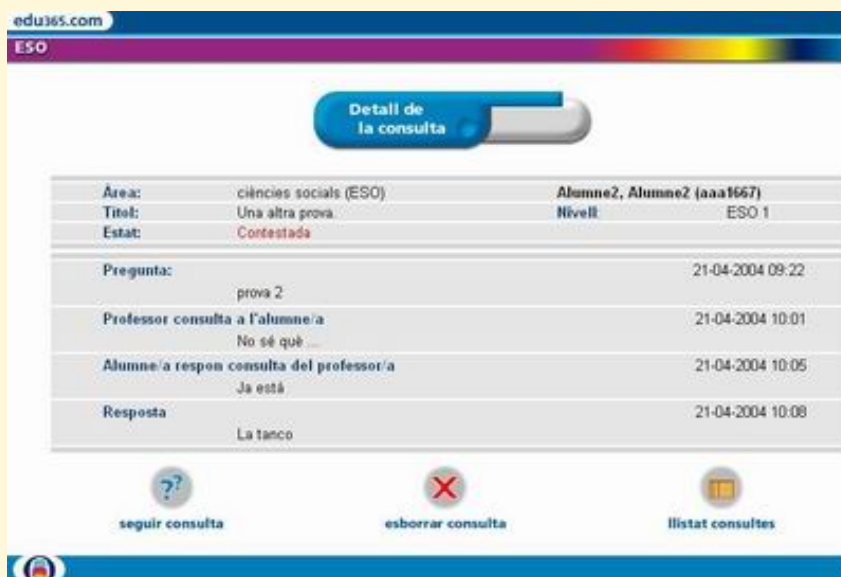 edu365.com
ESO
Detall de
la consulta
Àrea: ciències socials (ESO) Alumne2, Alumne2 (aaa1667)
Títol: Una altra prova. Nivell: ESO 1
Estat: Contestada
Pregunta: 21-04-2004 09:22
prova 2
Professor consulta a l'alumne/a 21-04-2004 10:01
No sé què ...
Alumne/a respon consulta del professor/a 21-04-2004 10:05
Ja està
Resposta 21-04-2004 10:08
La tanco
??
seguir consulta esborrar consulta llistat consultes